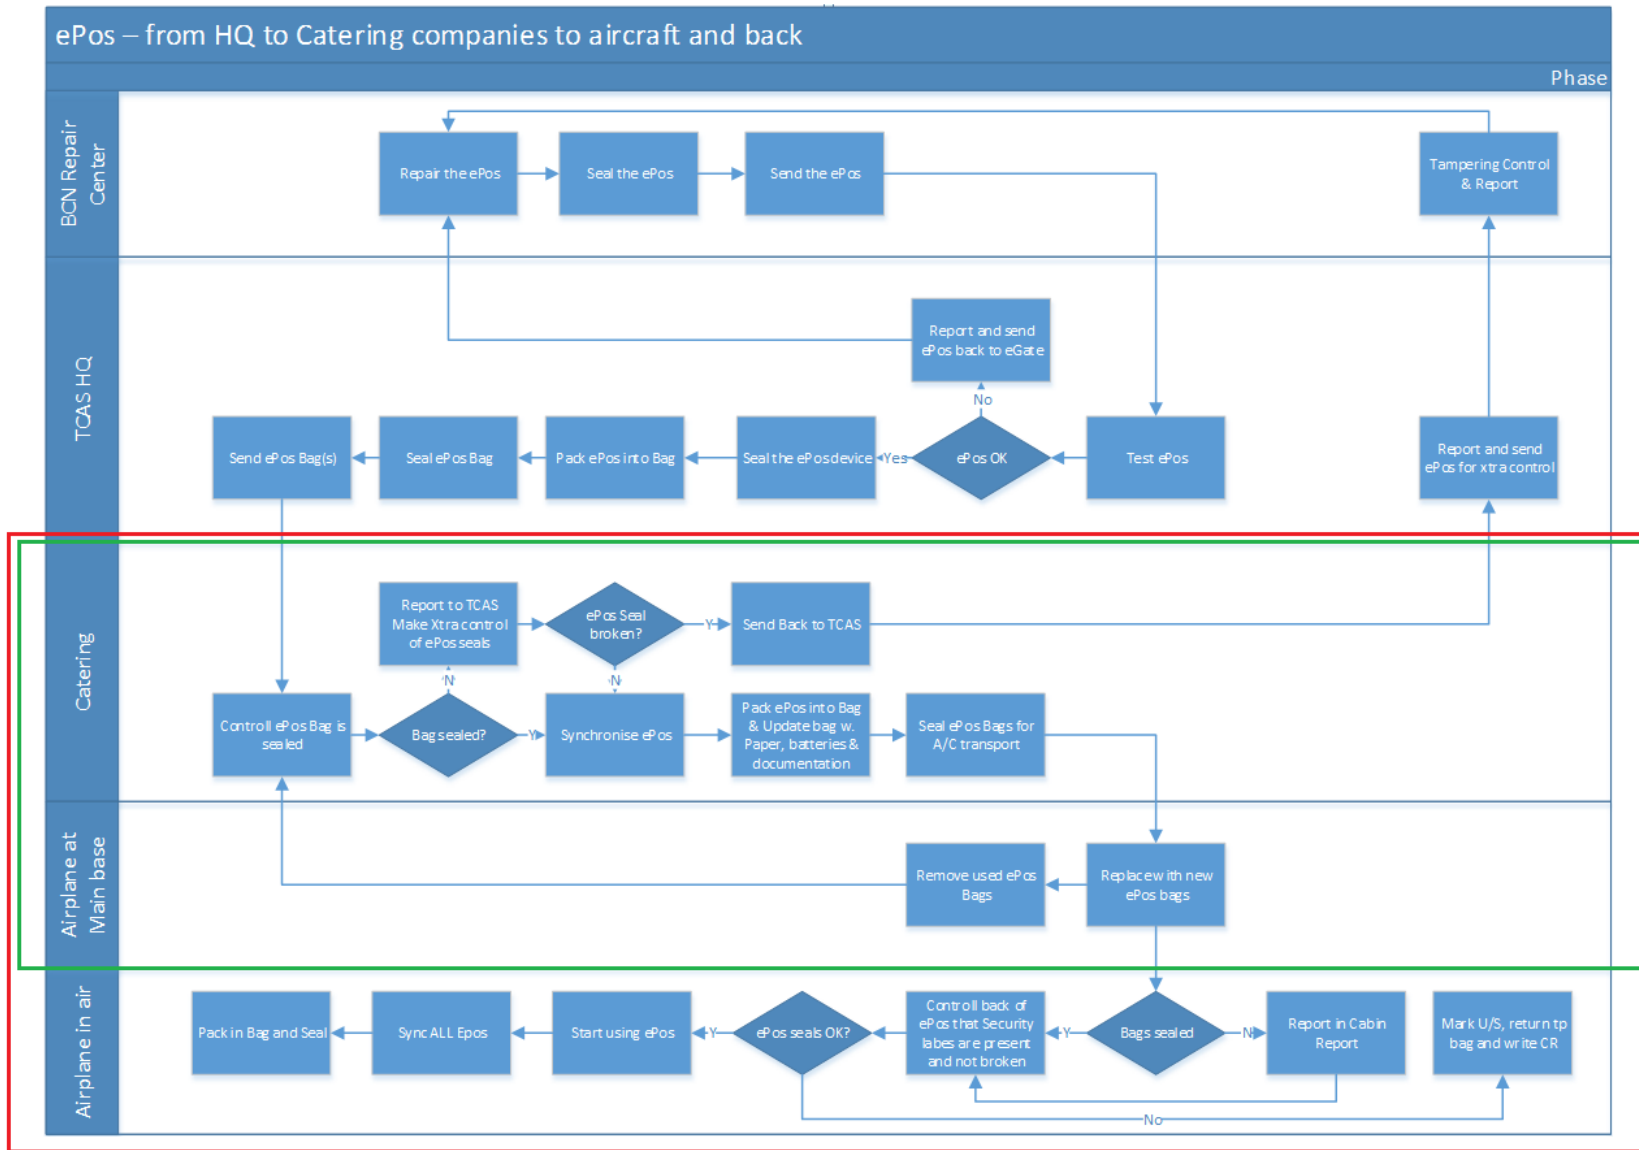 ePos – from HQ to Catering companies to aircraft and back
Phase
BCN Repair
Center
Repair the ePos
Seal the ePos
Send the ePos
Tampering Control
& Report
TCAS HQ
Report and send
ePos back to eGate
No
Send ePos Bag(s)
Seal ePos Bag
Pack ePos into Bag
Seal the ePos device
Yes
ePos OK
Test ePos
Report and send
ePos for xtra control
Catering
Report to TCAS
Make Xtra control
of ePos seals
ePos Seal
broken?
Y
Send Back to TCAS
N
N
Controll ePos Bag is
sealed
Bag sealed?
Y
Synchronise ePos
Pack ePos into Bag
& Update bag w.
Paper, batteries &
documentation
Seal ePos Bags for
A/C transport
Airplane at
Main base
Remove used ePos
Bags
Replace with new
ePos bags
Airplane in air
Pack in Bag and Seal
Sync ALL Epos
Start using ePos
Y
ePos seals OK?
Controll back of
ePos that Security
labes are present
and not broken
Y
Bags sealed
N
Report in Cabin
Report
Mark U/S, return tp
bag and write CR
No